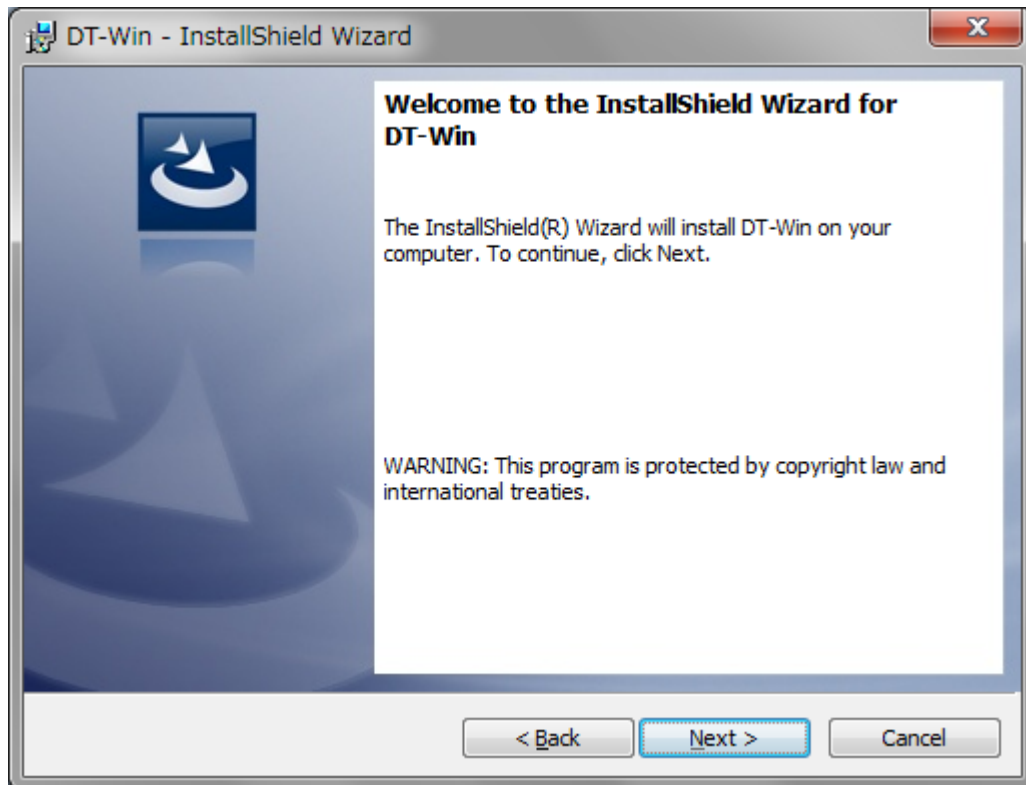 DT-Win - InstallShield Wizard
Welcome to the InstallShield Wizard for
DT-Win
The InstallShield(R) Wizard will install DT-Win on your
computer. To continue, click Next.
WARNING: This program is protected by copyright law and
international treaties.
< Back
Next >
Cancel